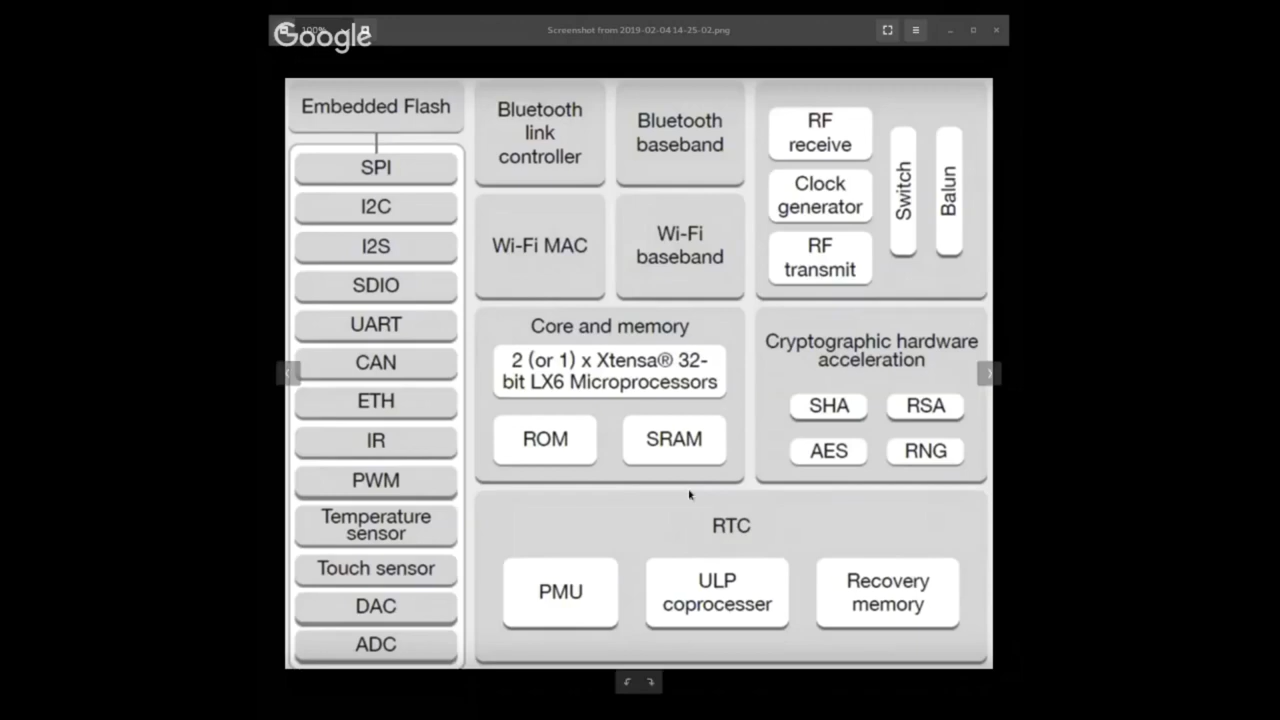 Google
Screenshot from 2019-02-04 14-25-02.png
Embedded Flash
SPI
I2C
I2S
SDIO
UART
CAN
ETH
IR
PWM
Temperature
sensor
Touch sensor
DAC
ADC
Bluetooth
link
controller
Bluetooth
baseband
Wi-Fi MAC
Wi-Fi
baseband
RF
receive
Clock
generator
RF
transmit
Switch
Balun
Core and memory
2 (or 1) x Xtensa® 32-
bit LX6 Microprocessors
ROM
SRAM
Cryptographic hardware
acceleration
SHA
RSA
AES
RNG
RTC
PMU
ULP
coprocesser
Recovery
memory